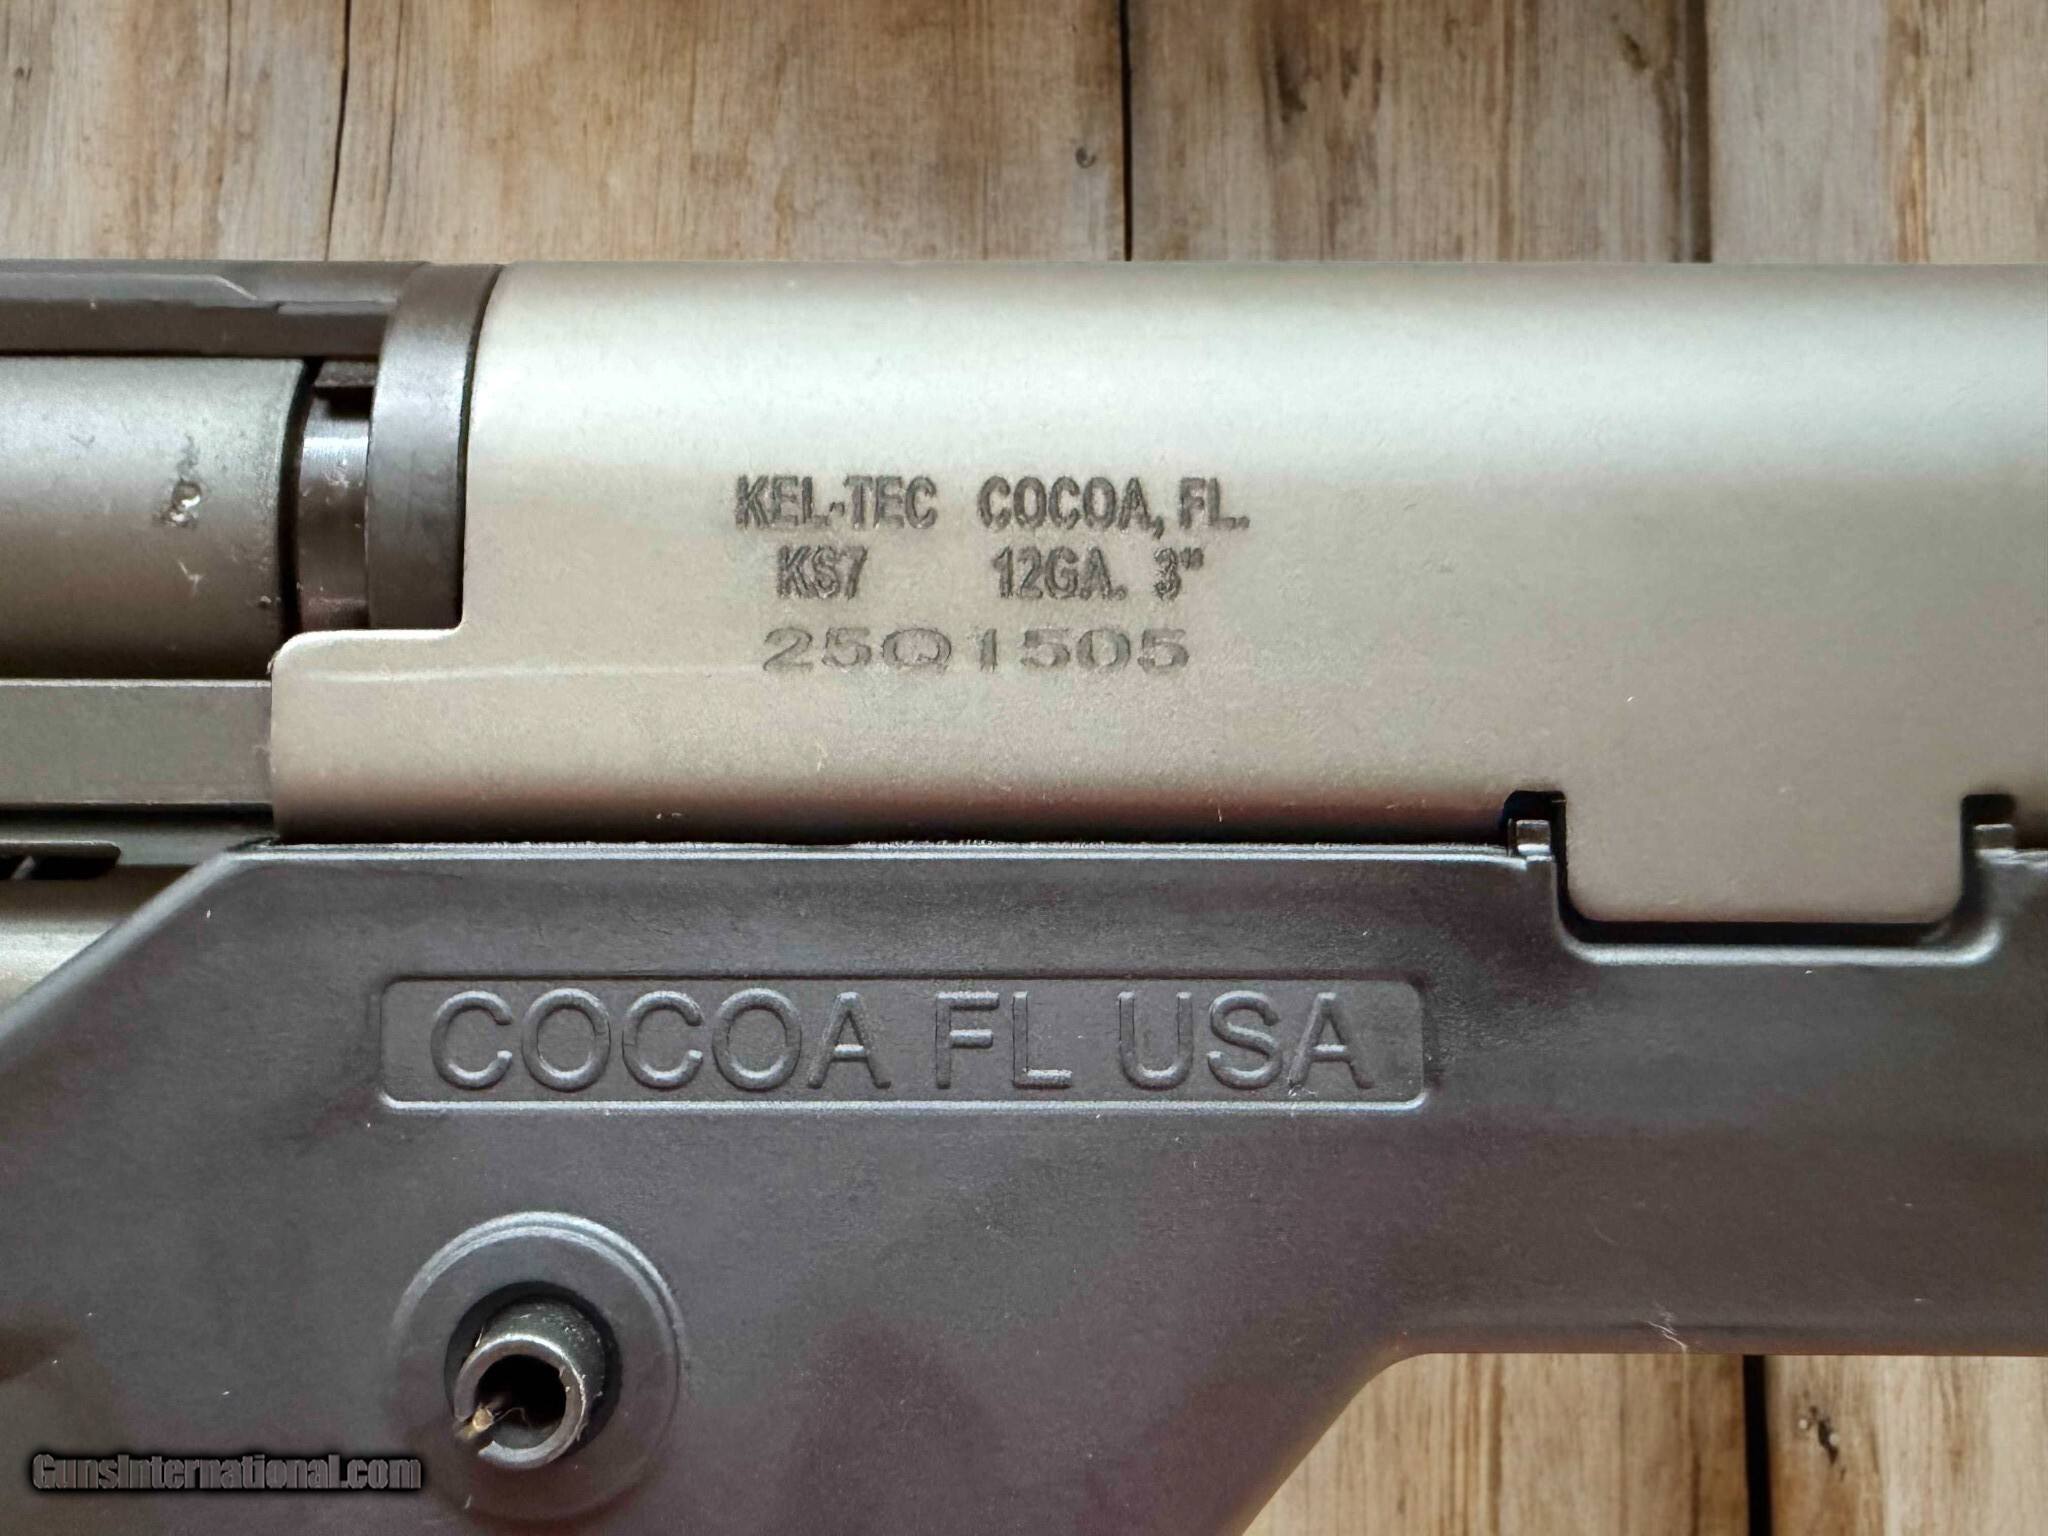 KEL-TEC COCOA, FL.
KS7 12GA. 3"
25Q1505
COCOA FL USA
GunsInternational.com